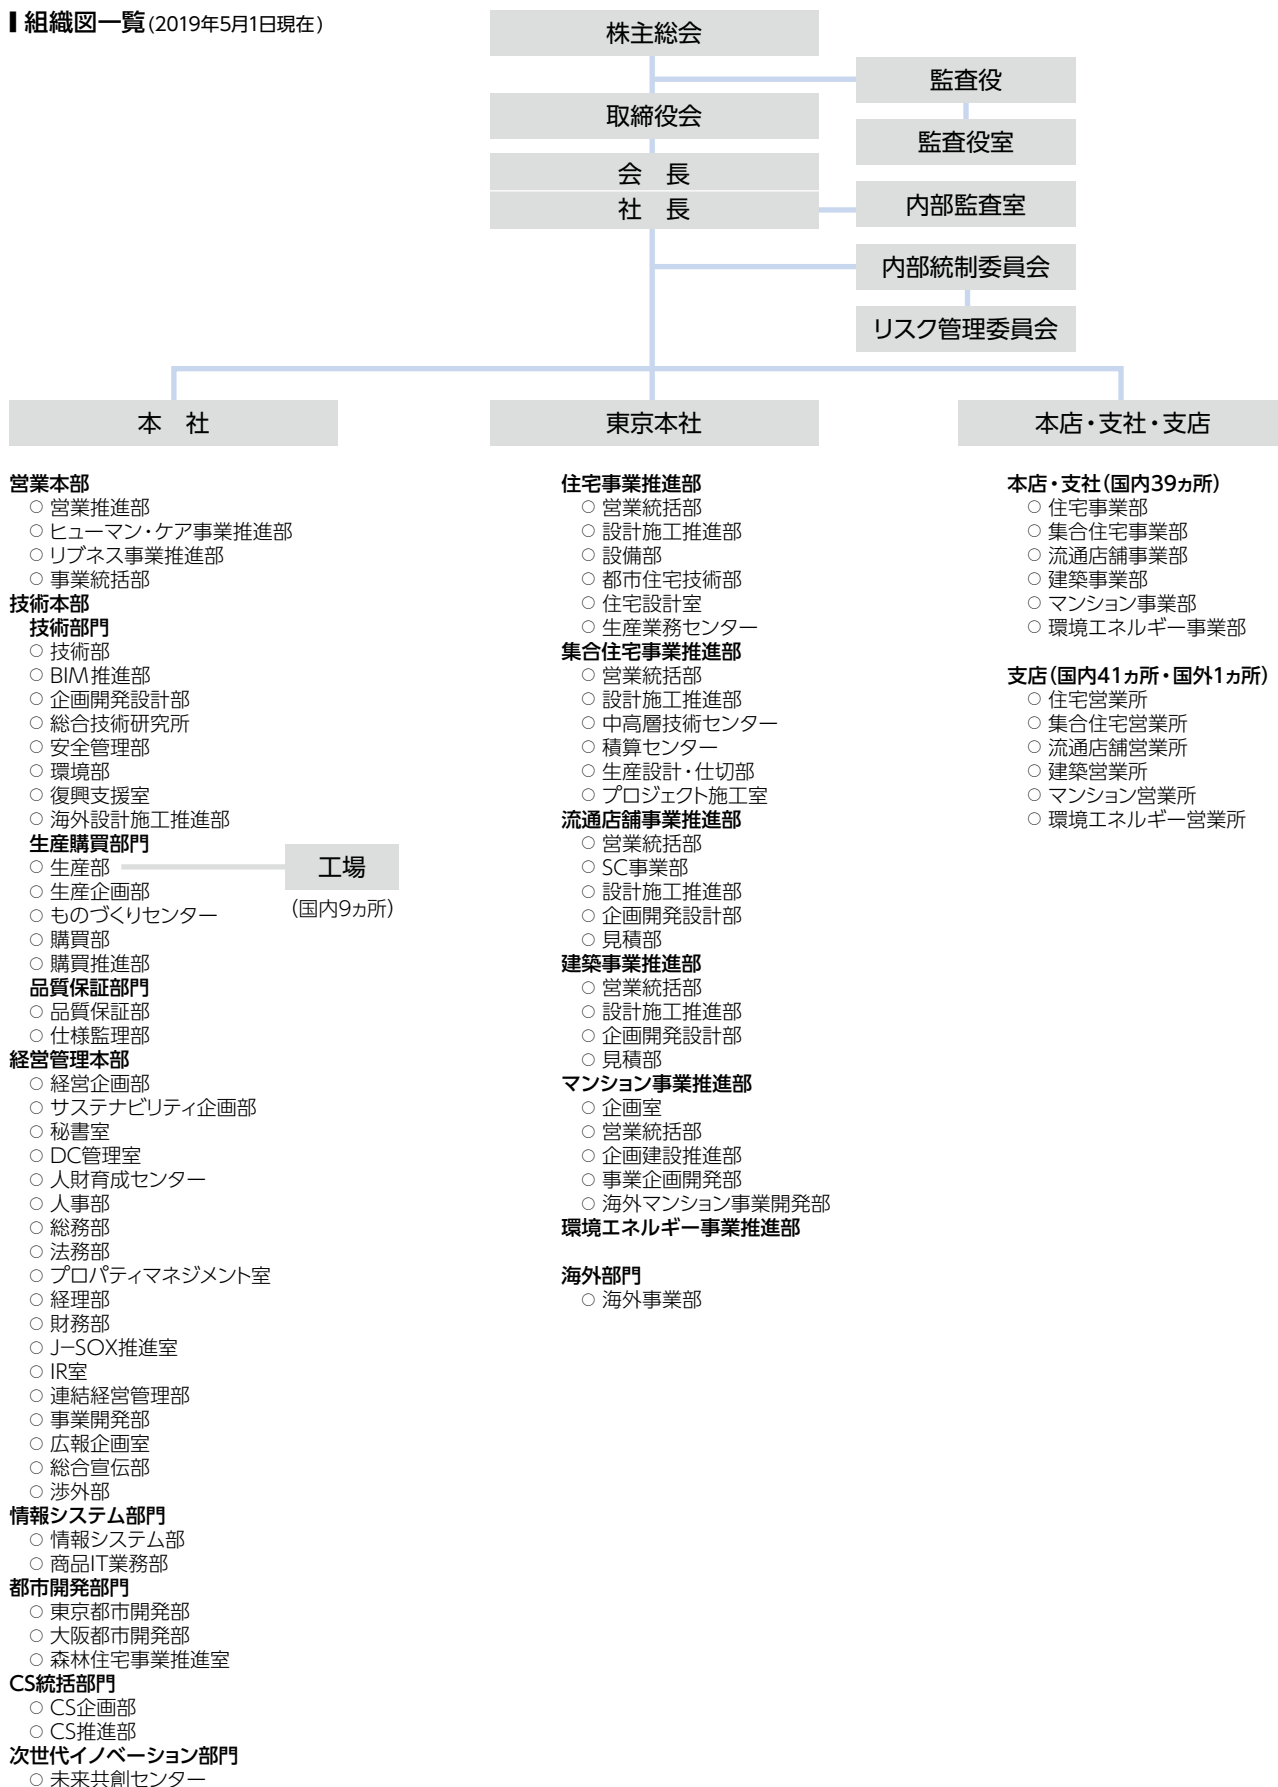 組織図一覧(2019年5月1日現在)
株主総会
監査役
取締役会
監査役室
会　長
社　長
内部監査室
内部統制委員会
リスク管理委員会
本　社
営業本部
○ 営業推進部
○ ヒューマン・ケア事業推進部
○ リブネス事業推進部
○ 事業統括部
技術本部
技術部門
○ 技術部
○ BIM推進部
○ 企画開発設計部
○ 総合技術研究所
○ 安全管理部
○ 環境部
○ 復興支援室
○ 海外設計施工推進部
生産購買部門
○ 生産部
工場
(国内9ヵ所)
○ 生産企画部
○ ものづくりセンター
○ 購買部
○ 購買推進部
品質保証部門
○ 品質保証部
○ 仕様監理部
経営管理本部
○ 経営企画部
○ サステナビリティ企画部
○ 秘書室
○ DC管理室
○ 人財育成センター
○ 人事部
○ 総務部
○ 法務部
○ プロパティマネジメント室
○ 経理部
○ 財務部
○ J−SOX推進室
○ IR室
○ 連結経営管理部
○ 事業開発部
○ 広報企画室
○ 総合宣伝部
○ 渉外部
情報システム部門
○ 情報システム部
○ 商品IT業務部
都市開発部門
○ 東京都市開発部
○ 大阪都市開発部
○ 森林住宅事業推進室
CS統括部門
○ CS企画部
○ CS推進部
次世代イノベーション部門
○ 未来共創センター
東京本社
住宅事業推進部
○ 営業統括部
○ 設計施工推進部
○ 設備部
○ 都市住宅技術部
○ 住宅設計室
○ 生産業務センター
集合住宅事業推進部
○ 営業統括部
○ 設計施工推進部
○ 中高層技術センター
○ 積算センター
○ 生産設計・仕切部
○ プロジェクト施工室
流通店舗事業推進部
○ 営業統括部
○ SC事業部
○ 設計施工推進部
○ 企画開発設計部
○ 見積部
建築事業推進部
○ 営業統括部
○ 設計施工推進部
○ 企画開発設計部
○ 見積部
マンション事業推進部
○ 企画室
○ 営業統括部
○ 企画建設推進部
○ 事業企画開発部
○ 海外マンション事業開発部
環境エネルギー事業推進部
海外部門
○ 海外事業部
本店・支社・支店
本店・支社(国内39ヵ所)
○ 住宅事業部
○ 集合住宅事業部
○ 流通店舗事業部
○ 建築事業部
○ マンション事業部
○ 環境エネルギー事業部
支店(国内41ヵ所・国外1ヵ所)
○ 住宅営業所
○ 集合住宅営業所
○ 流通店舗営業所
○ 建築営業所
○ マンション営業所
○ 環境エネルギー営業所